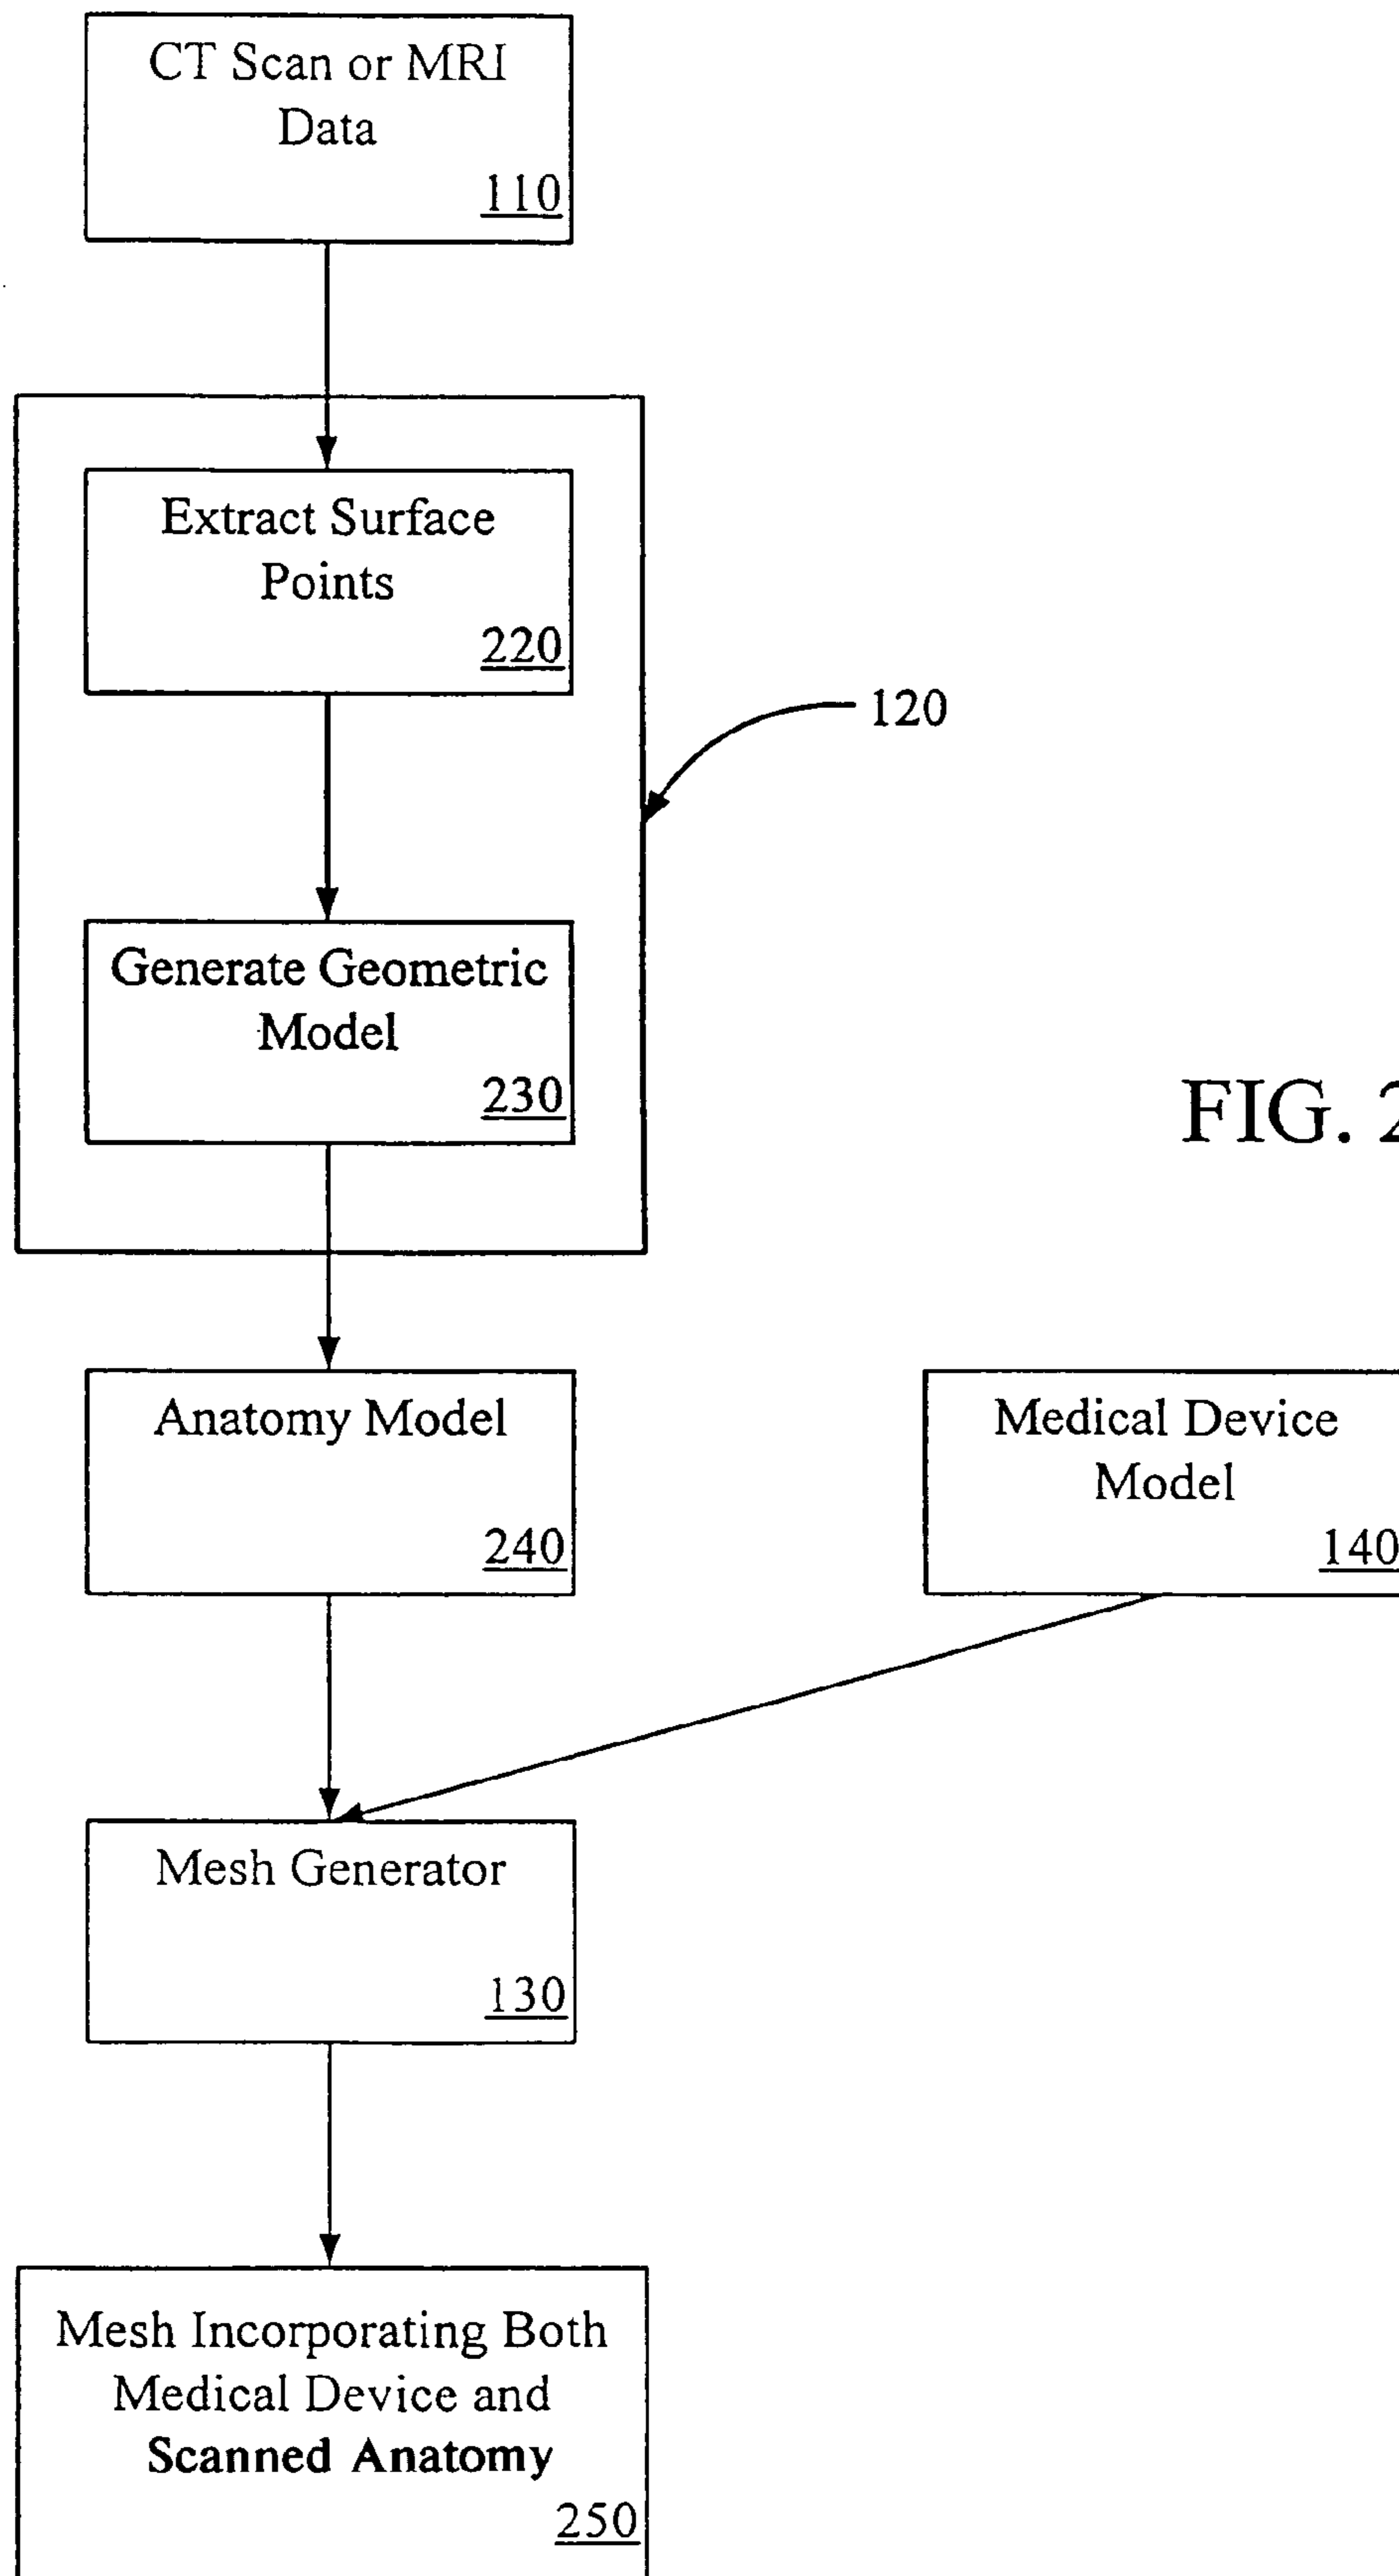 CT Scan or MRI
Data
110
Extract Surface
Points
220
120
Generate Geometric
Model
230
FIG. 2
Anatomy Model
240
Medical Device
Model
140
Mesh Generator
130
Mesh Incorporating Both
Medical Device and
Scanned Anatomy
250